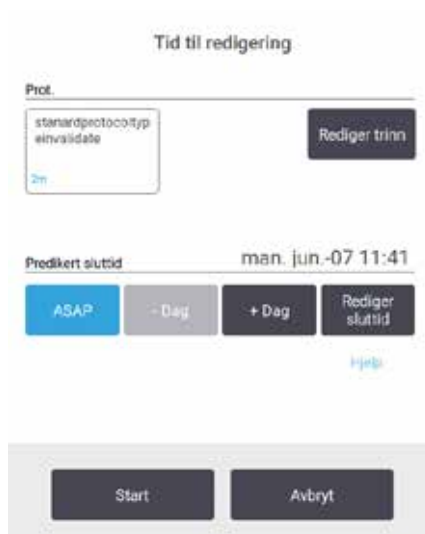 Tid til redigering
Prot.
stanardprotocoltyp
einvalidate
Rediger trinn
2m
Predikert sluttid
man. jun.-07 11:41
ASAP
- Dag
+ Dag
Rediger
sluttid
Hjelp
Start
Avbryt